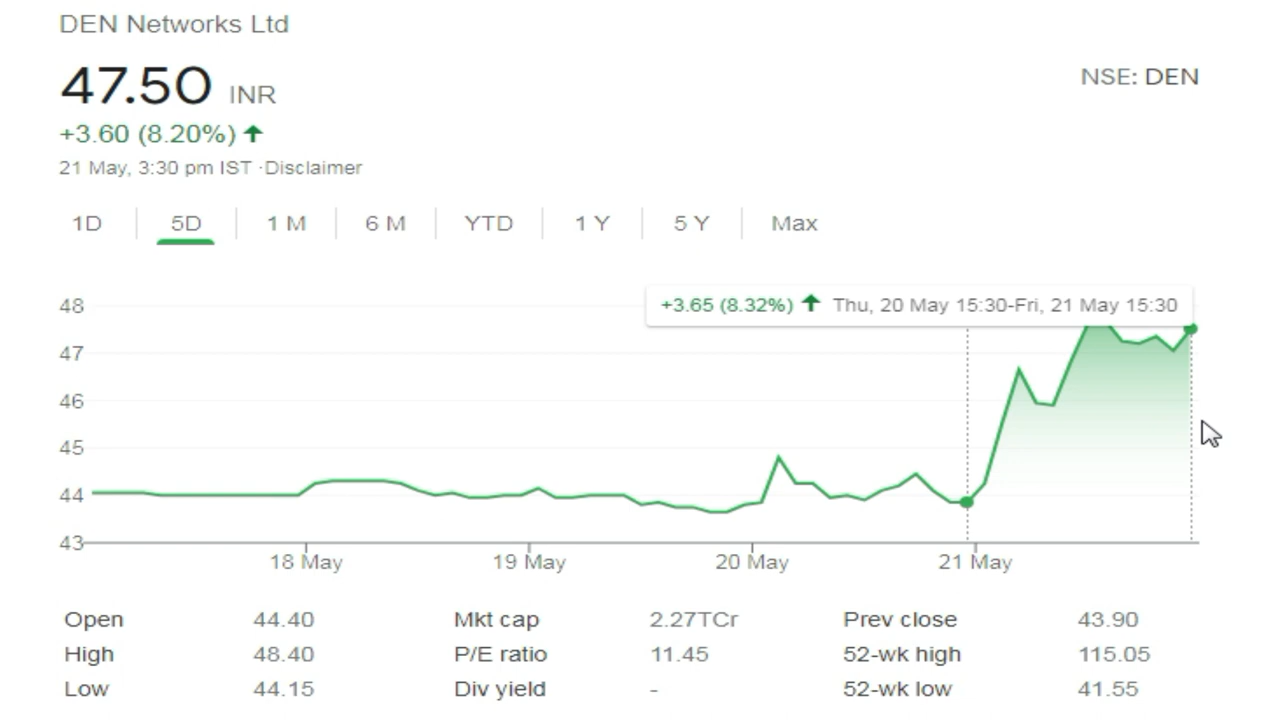 DEN Networks Ltd
47.50 INR
NSE: DEN
+3.60 (8.20%)
21 May, 3:30 pm IST ·Disclaimer
1D 5D 1 M 6 M YTD 1 Y 5 Y Max
+3.65 (8.32%) Thu, 20 May 15:30-Fri, 21 May 15:30
48
47
46
45
44
43
18 May 19 May 20 May 21 May
Open 44.40 Mkt cap 2.27TCr Prev close 43.90
High 48.40 P/E ratio 11.45 52-wk high 115.05
Low 44.15 Div yield - 52-wk low 41.55